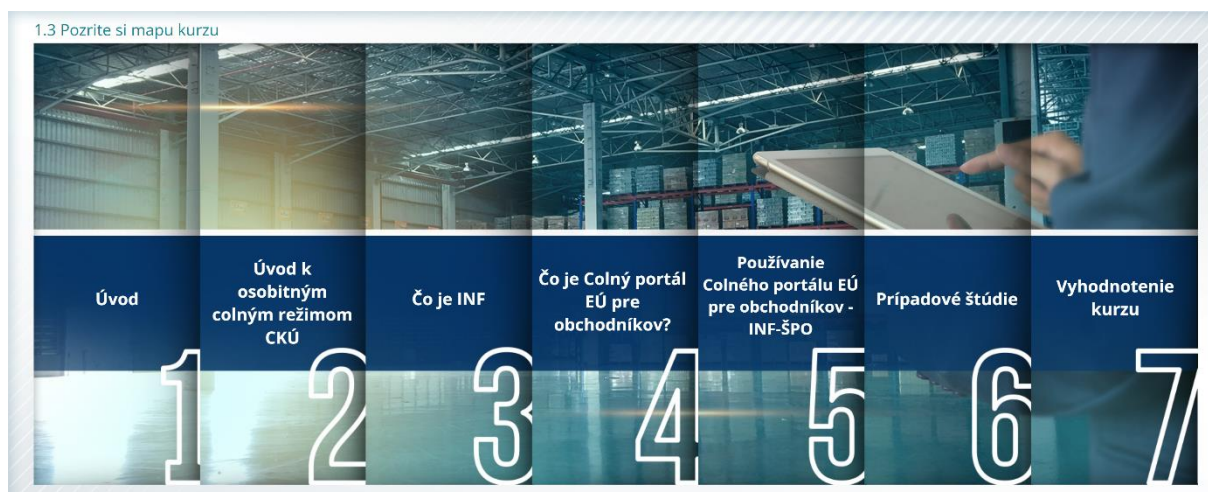 1.3 Pozrite si mapu kurzu
Úvod
1
Úvod k
osobitným
colným režimom
CKÚ
2
Čo je INF
3
Čo je Colný portál
EÚ pre
obchodníkov?
4
Používanie
Colného portálu EÚ
pre obchodníkov -
INF-ŠPO
5
Prípadové štúdie
6
Vyhodnotenie
kurzu
7